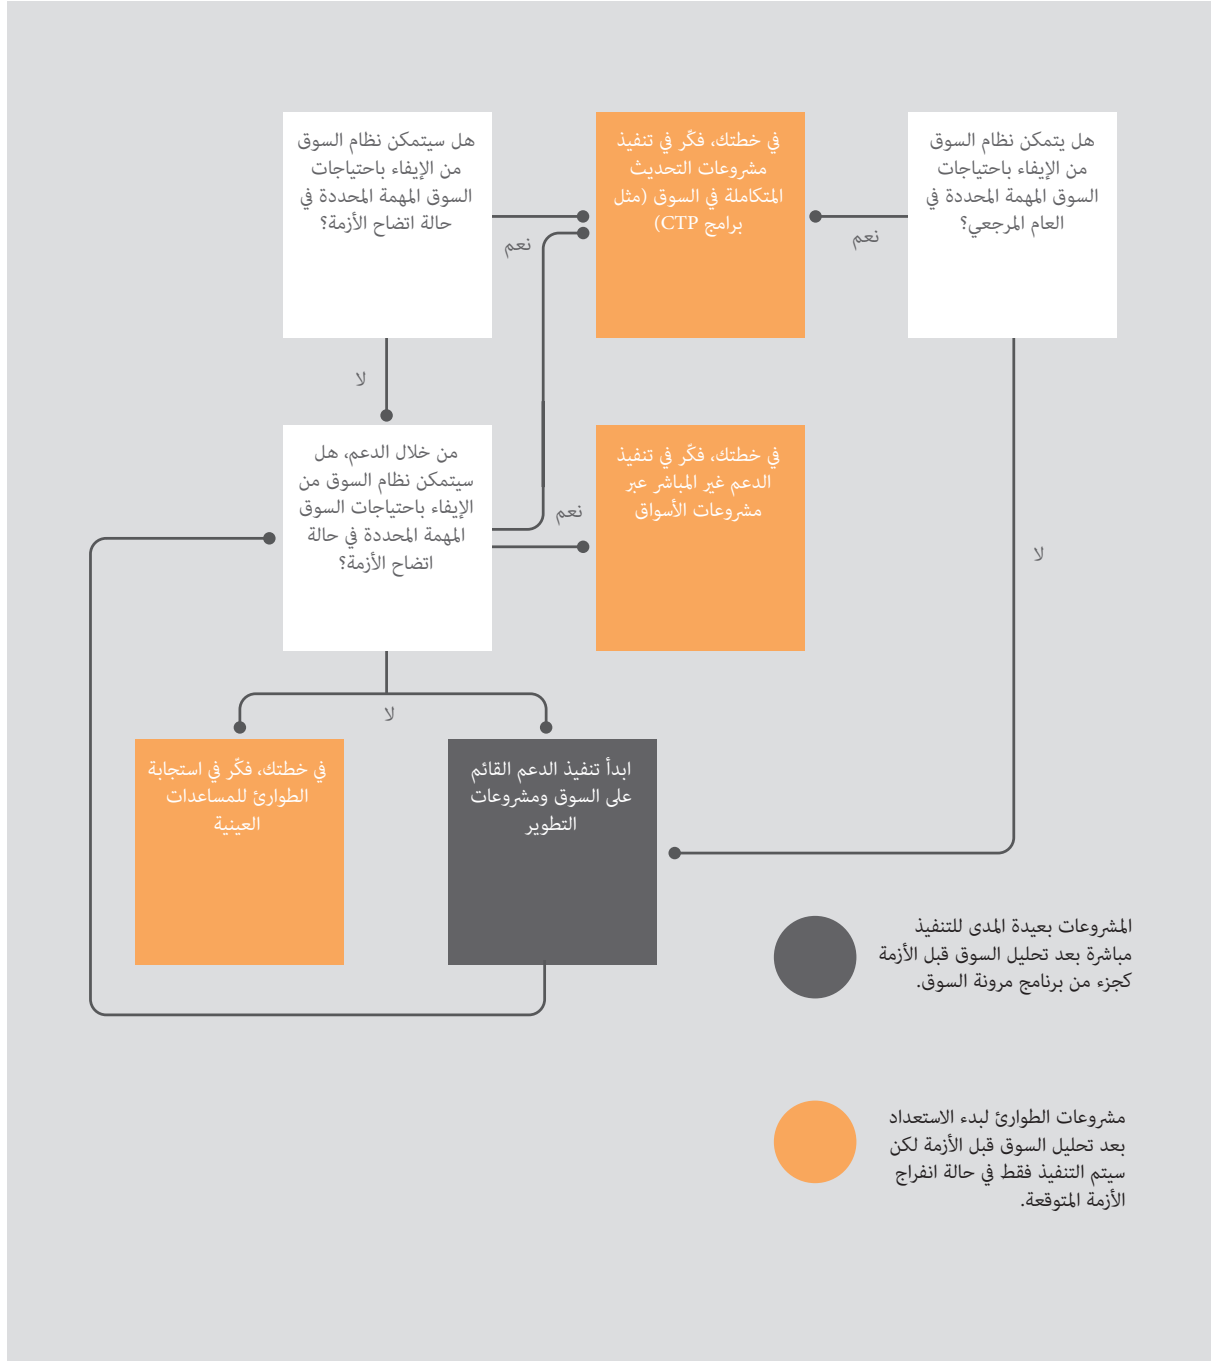 هل يتمكن نظام السوق
من الإيفاء باحتياجات
السوق المهمة المحددة في
العام المرجعي؟
نعم
في خطتك، فكّر في تنفيذ
مشروعات التحديث
المتكاملة في السوق (مثل
برامج CTP)
هل سيتمكن نظام السوق
من الإيفاء باحتياجات
السوق المهمة المحددة في
حالة اتضاح الأزمة؟
نعم
لا
في خطتك، فكّر في تنفيذ
الدعم غير المباشر عبر
مشروعات الأسواق
نعم
من خلال الدعم، هل
سيتمكن نظام السوق من
الإيفاء باحتياجات السوق
المهمة المحددة في حالة
اتضاح الأزمة؟
لا
لا
ابدأ تنفيذ الدعم القائم
على السوق ومشروعات
التطوير
في خطتك، فكّر في استجابة
الطوارئ للمساعدات
العينية
المشروعات بعيدة المدى للتنفيذ
مباشرة بعد تحليل السوق قبل الأزمة
كجزء من برنامج مرونة السوق.
مشروعات الطوارئ لبدء الاستعداد
بعد تحليل السوق قبل الأزمة لكن
سيتم التنفيذ فقط في حالة انفراج
الأزمة المتوقعة.